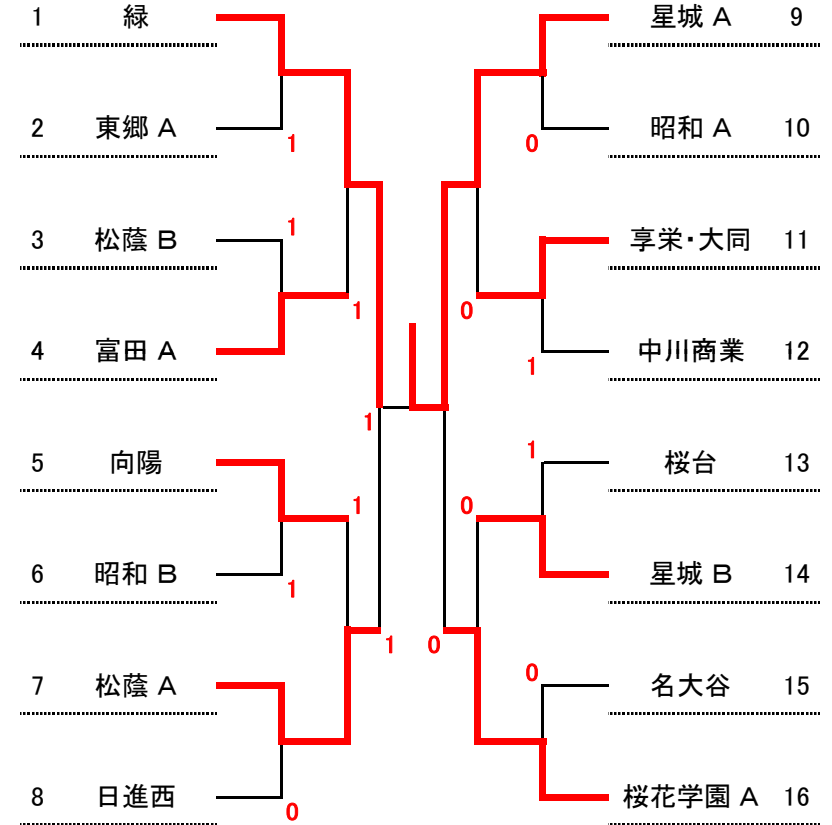 1 緑
1
2 東郷 A
1
3 松蔭 B
1
4 富田 A
1
5 向陽
1
6 昭和 B
1
1
7 松蔭 A
8 日進西
0
星城 A 9
0
昭和 A 10
享栄・大同 11
0
1
中川商業 12
1
桜台 13
0
星城 B 14
0
0
名大谷 15
桜花学園 A 16